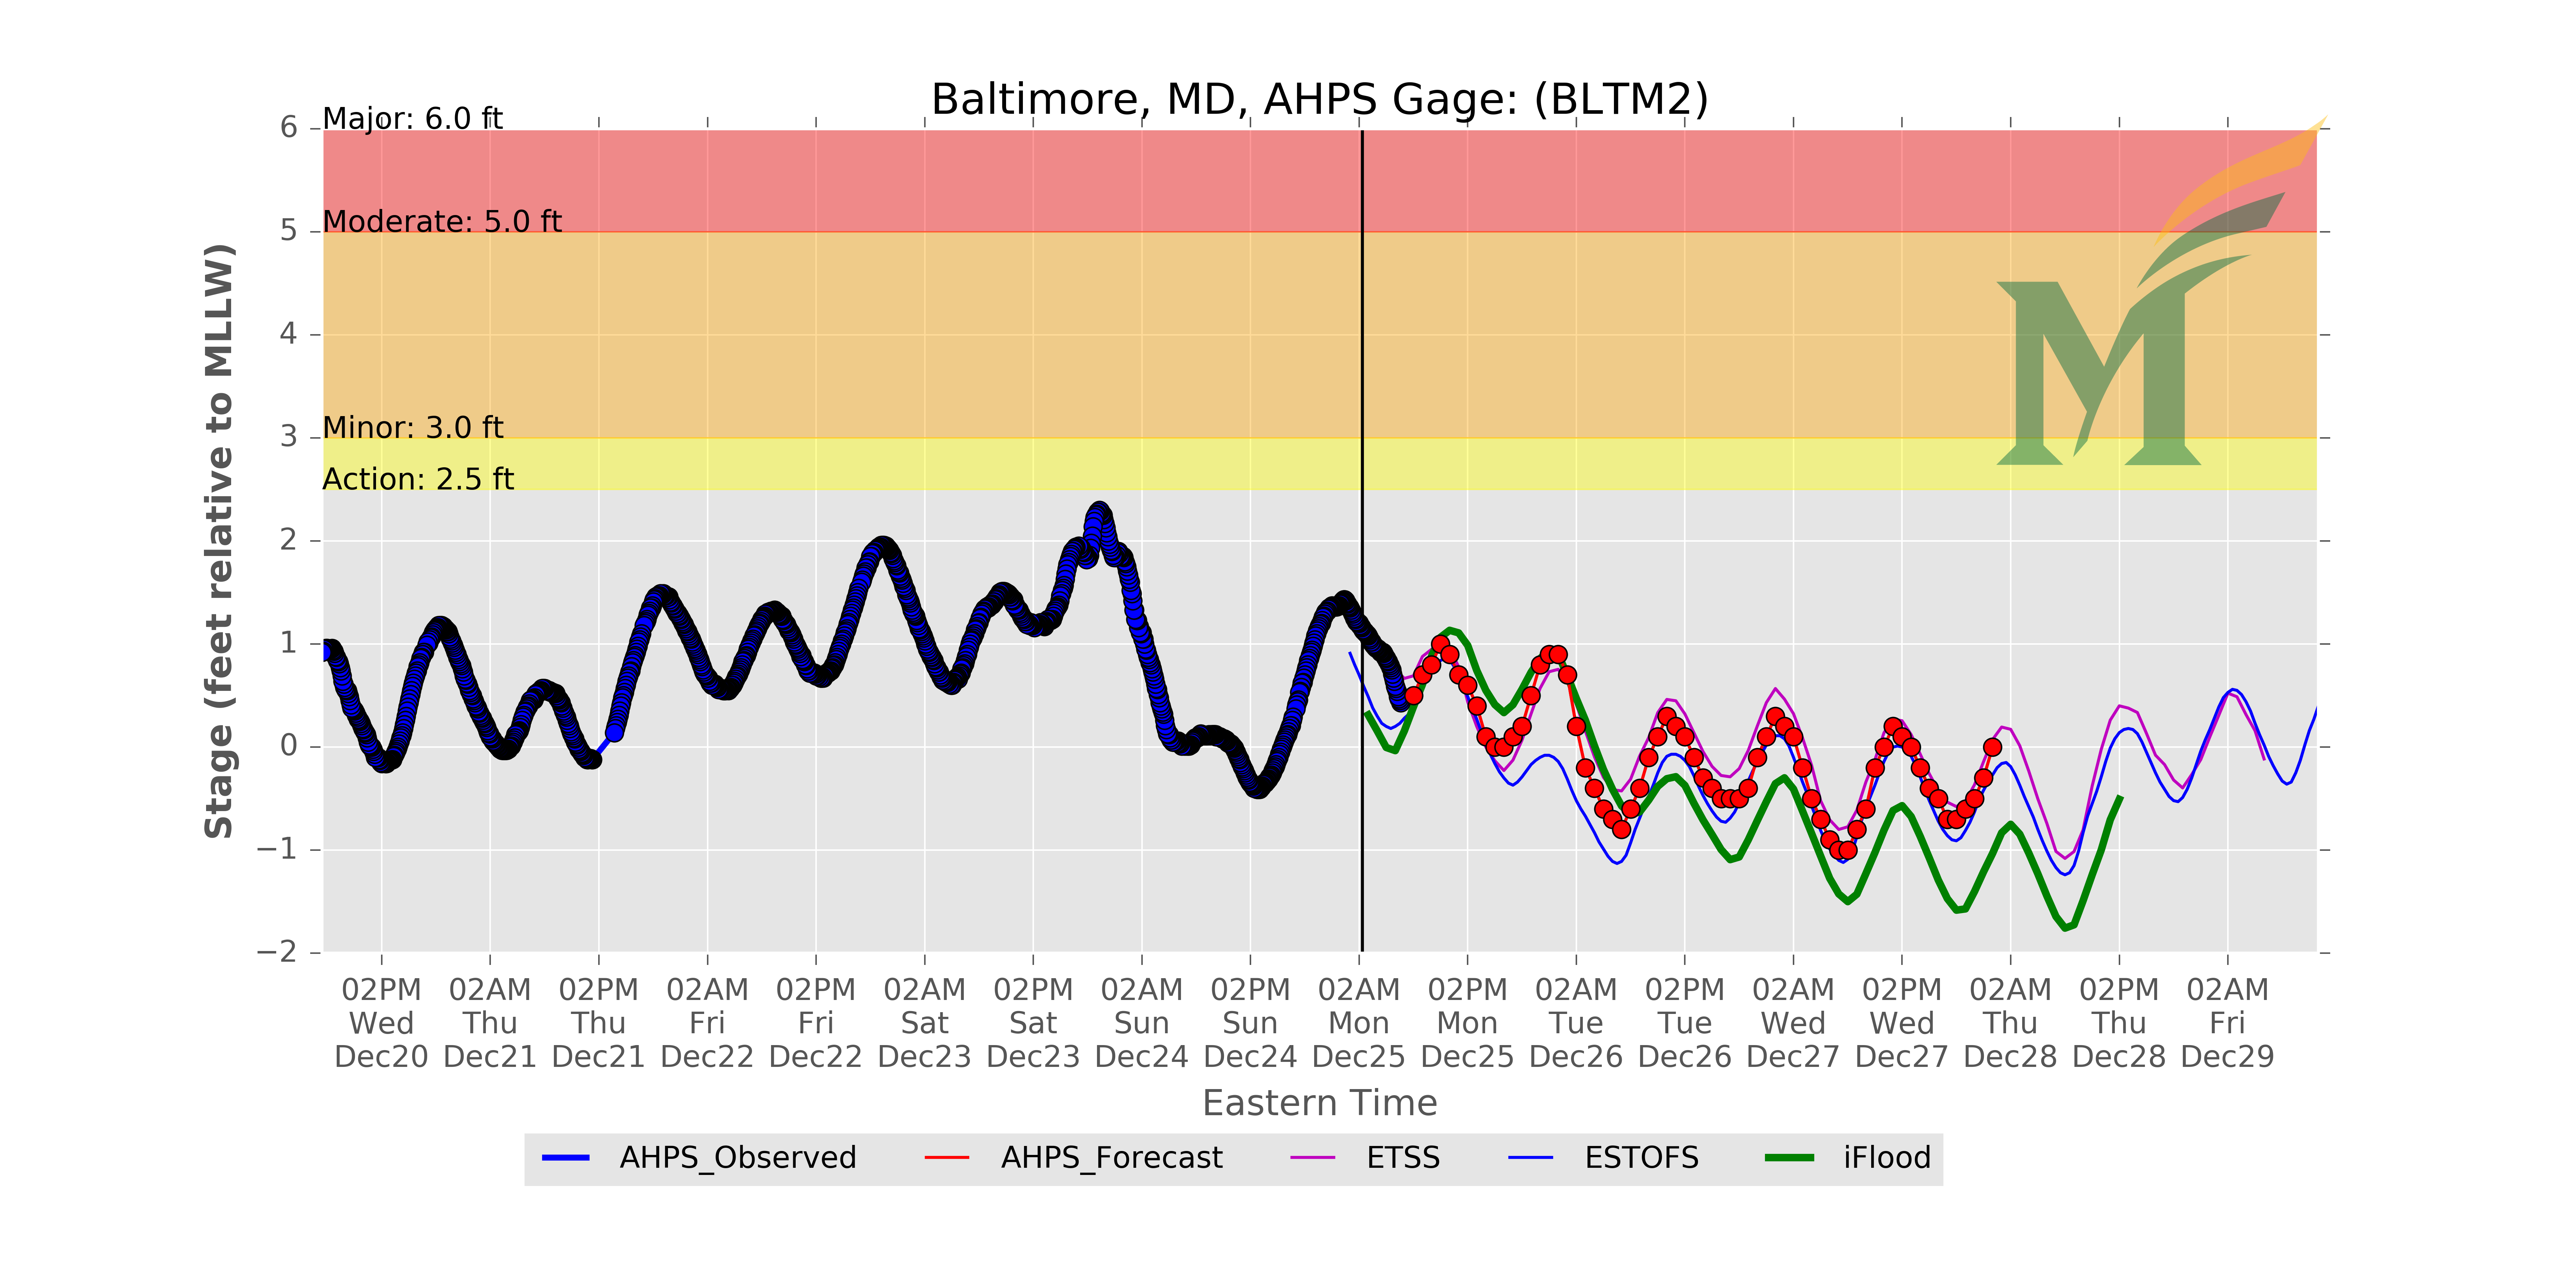 Baltimore, MD, AHPS Gage: (BLTM2)
Major: 6.0 ft
Moderate: 5.0 ft
Minor: 3.0 ft
Action: 2.5 ft
6
5
4
3
2
1
0
−1
−2
Stage (feet relative to MLLW)
02PM 02AM 02PM 02AM 02PM 02AM 02PM 02AM 02PM 02AM 02PM 02AM 02PM 02AM 02PM 02AM 02PM 02AM
Wed Thu Thu Fri Fri Sat Sat Sun Sun Mon Mon Tue Tue Wed Wed Thu Thu Fri
Dec20 Dec21 Dec21 Dec22 Dec22 Dec23 Dec23 Dec24 Dec24 Dec25 Dec25 Dec26 Dec26 Dec27 Dec27 Dec28 Dec28 Dec29
Eastern Time
AHPS_Observed AHPS_Forecast ETSS ESTOFS iFlood
M